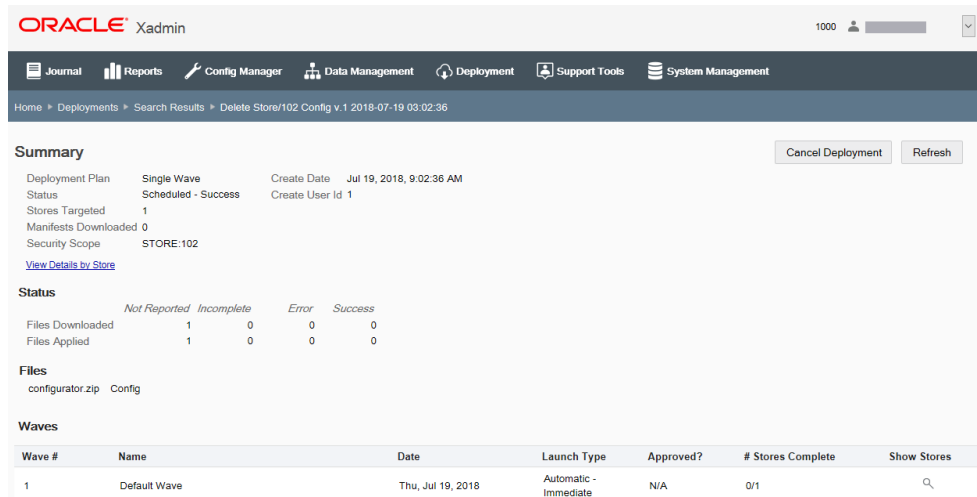 ORACLE Xadmin
1000
Journal Reports Config Manager Data Management Deployment Support Tools System Management
Home Deployments Search Results Delete Store/102 Config v.1 2018-07-19 03:02:36
Summary
Cancel Deployment Refresh
Deployment Plan Single Wave Create Date Jul 19, 2018, 9:02:36 AM
Status Scheduled - Success Create User Id 1
Stores Targeted 1
Manifests Downloaded 0
Security Scope STORE:102
View Details by Store
Status
Not Reported Incomplete Error Success
Files Downloaded 1 0 0 0
Files Applied 1 0 0 0
Files
configurator.zip Config
Waves
Wave # Name Date Launch Type Approved? # Stores Complete Show Stores
1 Default Wave Thu, Jul 19, 2018 Automatic - Immediate N/A 0/1